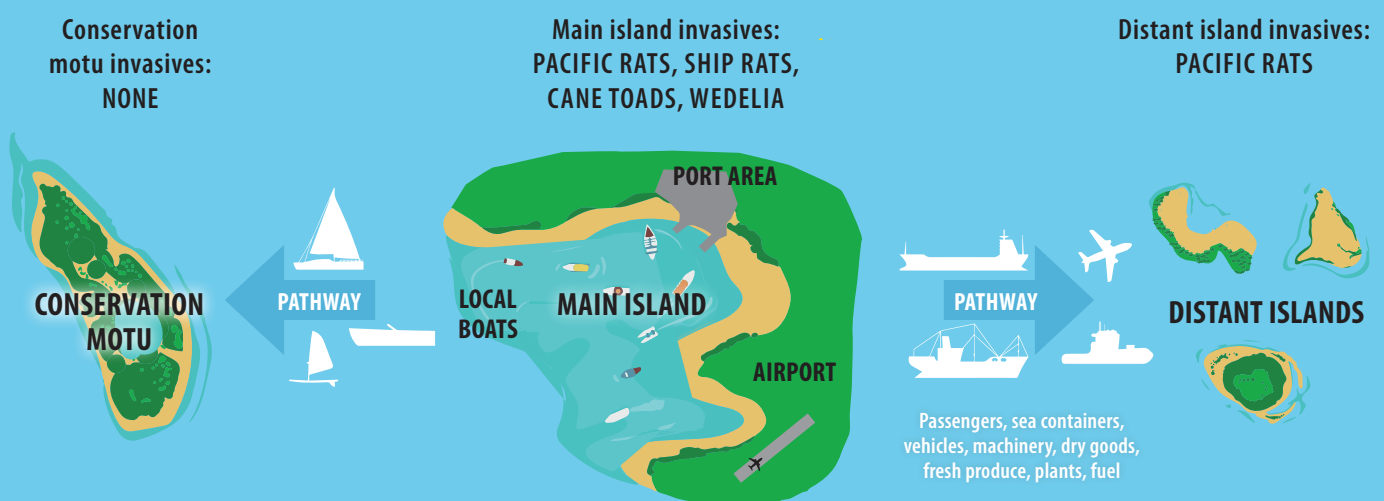 Conservation
motu invasives:
NONE
Main island invasives:
PACIFIC RATS, SHIP RATS,
CANE TOADS, WEDELIA
Distant island invasives:
PACIFIC RATS
PORT AREA
CONSERVATION
MOTU
PATHWAY
LOCAL
BOATS
MAIN ISLAND
PATHWAY
DISTANT ISLANDS
AIRPORT
Passengers, sea containers,
vehicles, machinery, dry goods,
fresh produce, plants, fuel